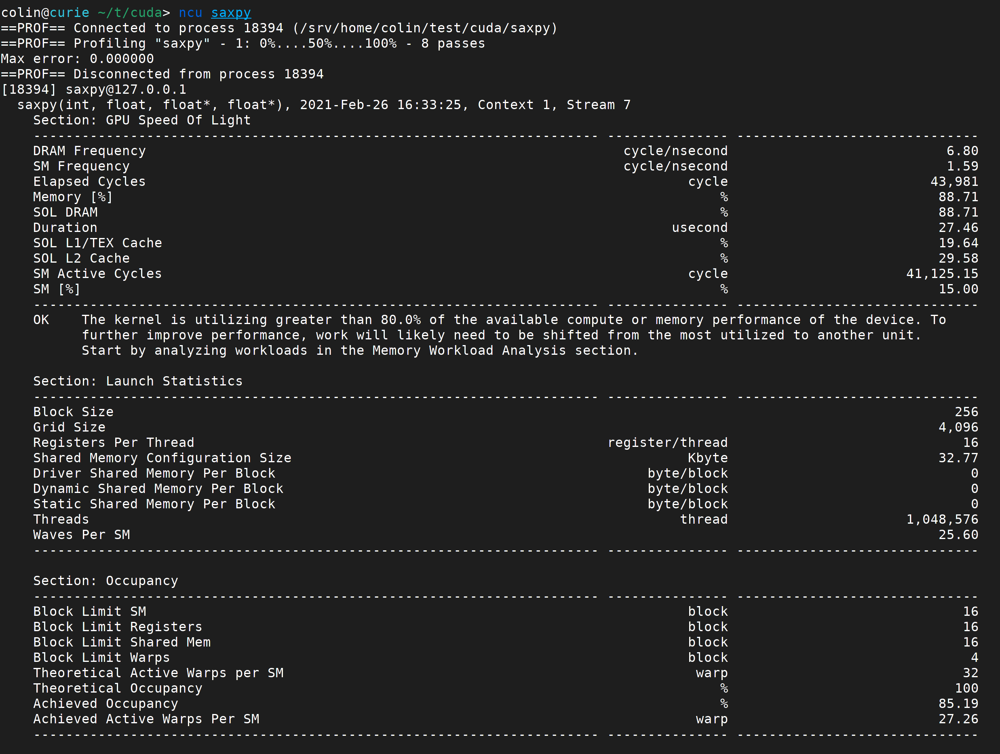 colin@curie ~/t/cuda> ncu saxpy
==PROF== Connected to process 18394 (/srv/home/colin/test/cuda/saxpy)
==PROF== Profiling "saxpy" - 1: 0%....50%....100% - 8 passes
Max error: 0.000000
==PROF== Disconnected from process 18394
[18394] saxpy@127.0.0.1
  saxpy(int, float, float*, float*), 2021-Feb-26 16:33:25, Context 1, Stream 7
    Section: GPU Speed Of Light
    ---------------------------------------------------------------------- --------------- ------------------------------
    DRAM Frequency cycle/nsecond 6.80
    SM Frequency cycle/nsecond 1.59
    Elapsed Cycles cycle 43,981
    Memory [%] % 88.71
    SOL DRAM % 88.71
    Duration usecond 27.46
    SOL L1/TEX Cache % 19.64
    SOL L2 Cache % 29.58
    SM Active Cycles cycle 41,125.15
    SM [%] % 15.00
    ---------------------------------------------------------------------- --------------- ------------------------------
    OK    The kernel is utilizing greater than 80.0% of the available compute or memory performance of the device. To
          further improve performance, work will likely need to be shifted from the most utilized to another unit.
          Start by analyzing workloads in the Memory Workload Analysis section.

    Section: Launch Statistics
    ---------------------------------------------------------------------- --------------- ------------------------------
    Block Size 256
    Grid Size 4,096
    Registers Per Thread register/thread 16
    Shared Memory Configuration Size Kbyte 32.77
    Driver Shared Memory Per Block byte/block 0
    Dynamic Shared Memory Per Block byte/block 0
    Static Shared Memory Per Block byte/block 0
    Threads thread 1,048,576
    Waves Per SM 25.60
    ---------------------------------------------------------------------- --------------- ------------------------------

    Section: Occupancy
    ---------------------------------------------------------------------- --------------- ------------------------------
    Block Limit SM block 16
    Block Limit Registers block 16
    Block Limit Shared Mem block 16
    Block Limit Warps block 4
    Theoretical Active Warps per SM warp 32
    Theoretical Occupancy % 100
    Achieved Occupancy % 85.19
    Achieved Active Warps Per SM warp 27.26
    ---------------------------------------------------------------------- --------------- ------------------------------